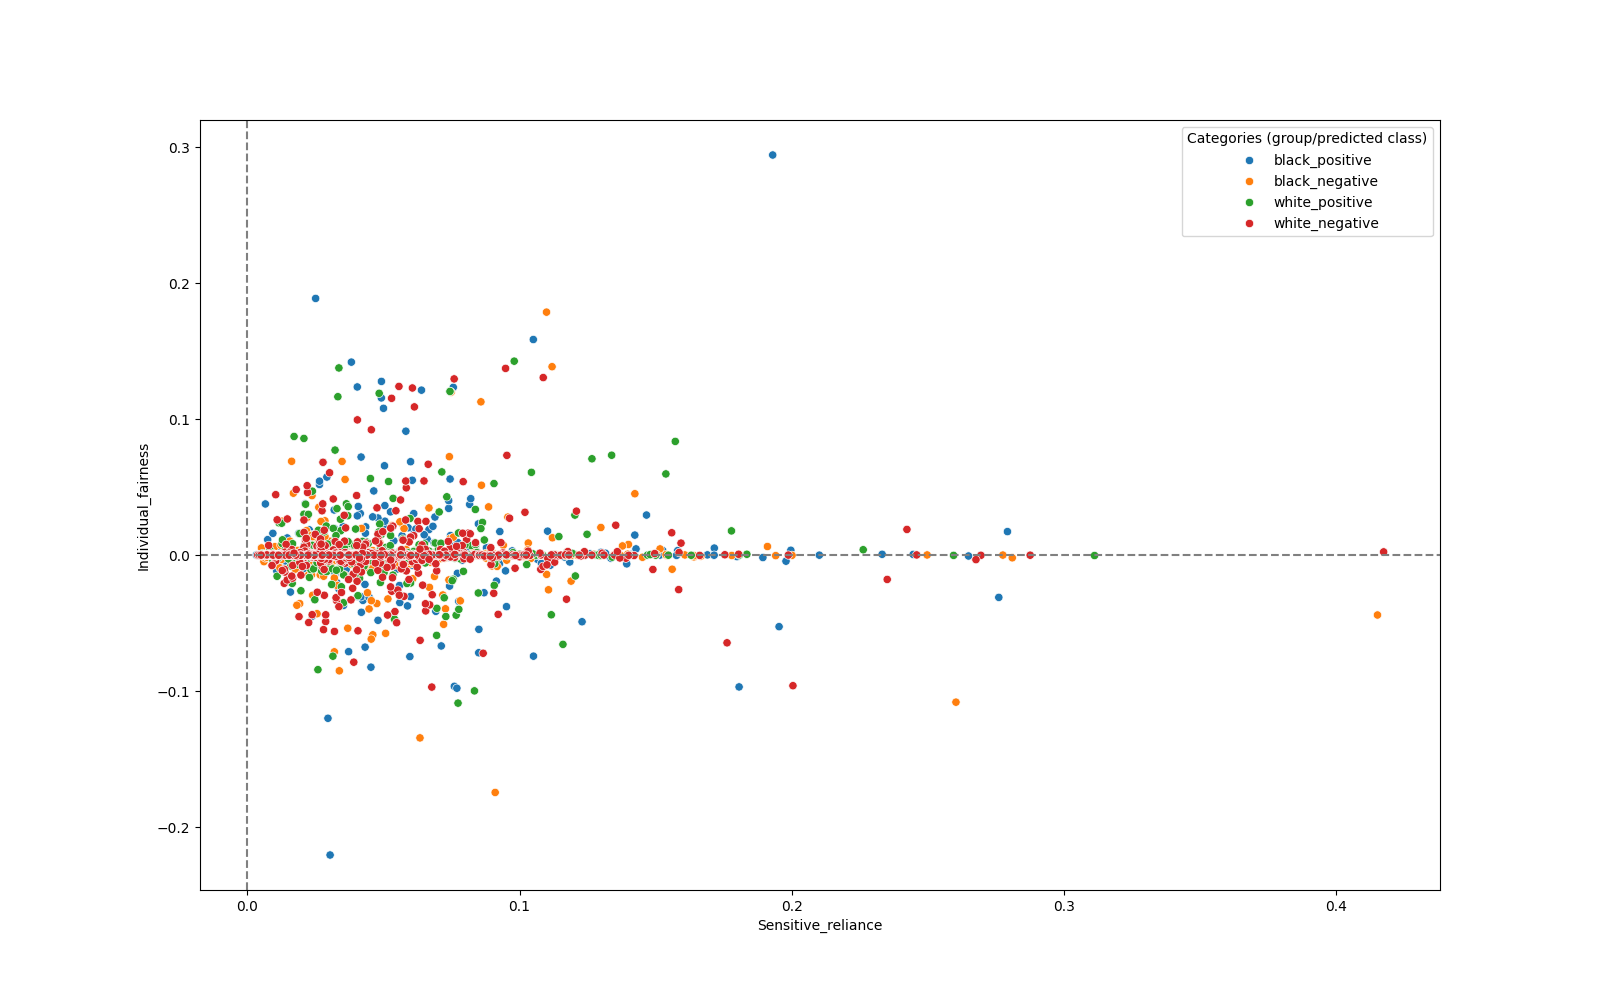 Categories (group/predicted class)
black_positive
black_negative
white_positive
white_negative
0.3
0.2
0.1
0.0
−0.1
−0.2
Individual_fairness
0.0 0.1 0.2 0.3 0.4
Sensitive_reliance